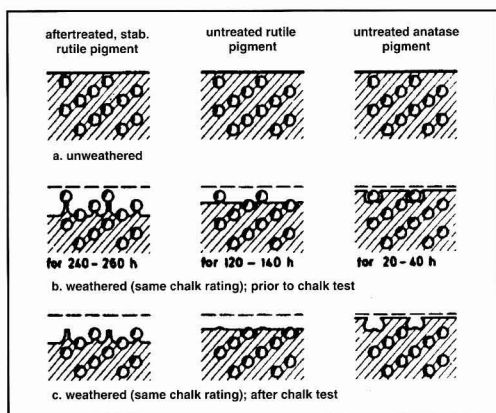 aftertreated, stab.
rutile pigment
untreated rutile
pigment
untreated anatase
pigment
a. unweathered
for 240 - 260 h
for 120 - 140 h
for 20 - 40 h
b. weathered (same chalk rating); prior to chalk test
c. weathered (same chalk rating); after chalk test